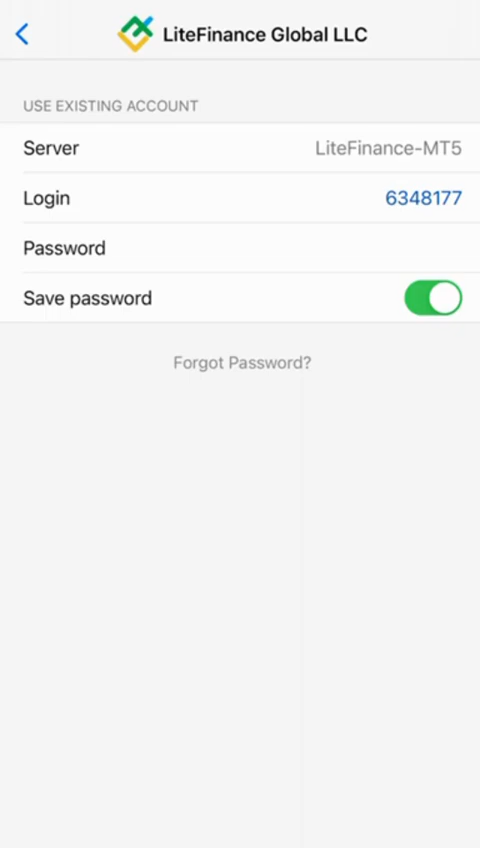 LiteFinance Global LLC
USE EXISTING ACCOUNT
Server LiteFinance-MT5
Login 6348177
Password
Save password
Forgot Password?